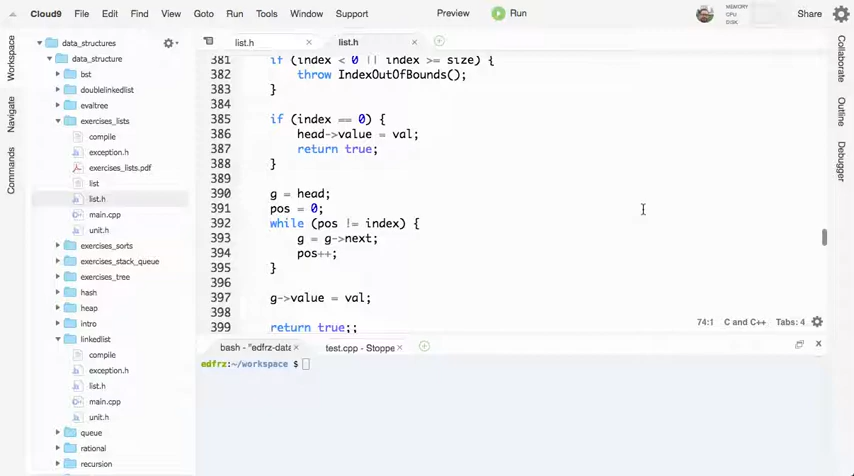 Cloud9 File Edit Find View Goto Run Tools Window Support Preview Run MEMORY CPU DISK Share
Workspace
Navigate
Commands
data_structures
data_structure
bst
doublelinkedlist
evaltree
exercises_lists
compile
exception.h
exercises_lists.pdf
list
list.h
main.cpp
unit.h
exercises_sorts
exercises_stack_queue
exercises_tree
hash
heap
intro
linkedlist
compile
exception.h
list.h
main.cpp
unit.h
queue
rational
recursion
list.h × list.h ×
381 if (index < 0 || index >= size) {
382 throw IndexOutOfBounds();
383 }
384
385 if (index == 0) {
386 head->value = val;
387 return true;
388 }
389
390 g = head;
391 pos = 0;
392 while (pos != index) {
393 g = g->next;
394 pos++;
395 }
396
397 g->value = val;
398
399 return true;;
74:1 C and C++ Tabs: 4
bash - "edfrz-data × test.cpp - Stoppe ×
edfrz:~/workspace $
Collaborate
Outline
Debugger